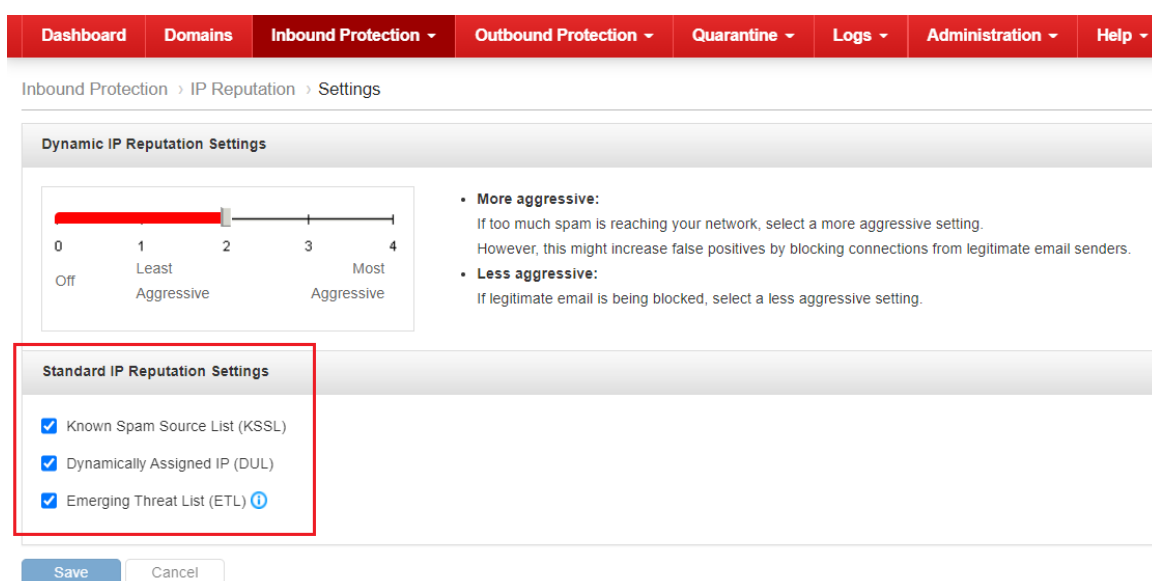 Dashboard Domains Inbound Protection Outbound Protection Quarantine Logs Administration Help
Inbound Protection › IP Reputation › Settings
Dynamic IP Reputation Settings
0 1 2 3 4
Off Least Aggressive Most Aggressive
• More aggressive:
If too much spam is reaching your network, select a more aggressive setting.
However, this might increase false positives by blocking connections from legitimate email senders.
• Less aggressive:
If legitimate email is being blocked, select a less aggressive setting.
Standard IP Reputation Settings
Known Spam Source List (KSSL)
Dynamically Assigned IP (DUL)
Emerging Threat List (ETL)
Save Cancel